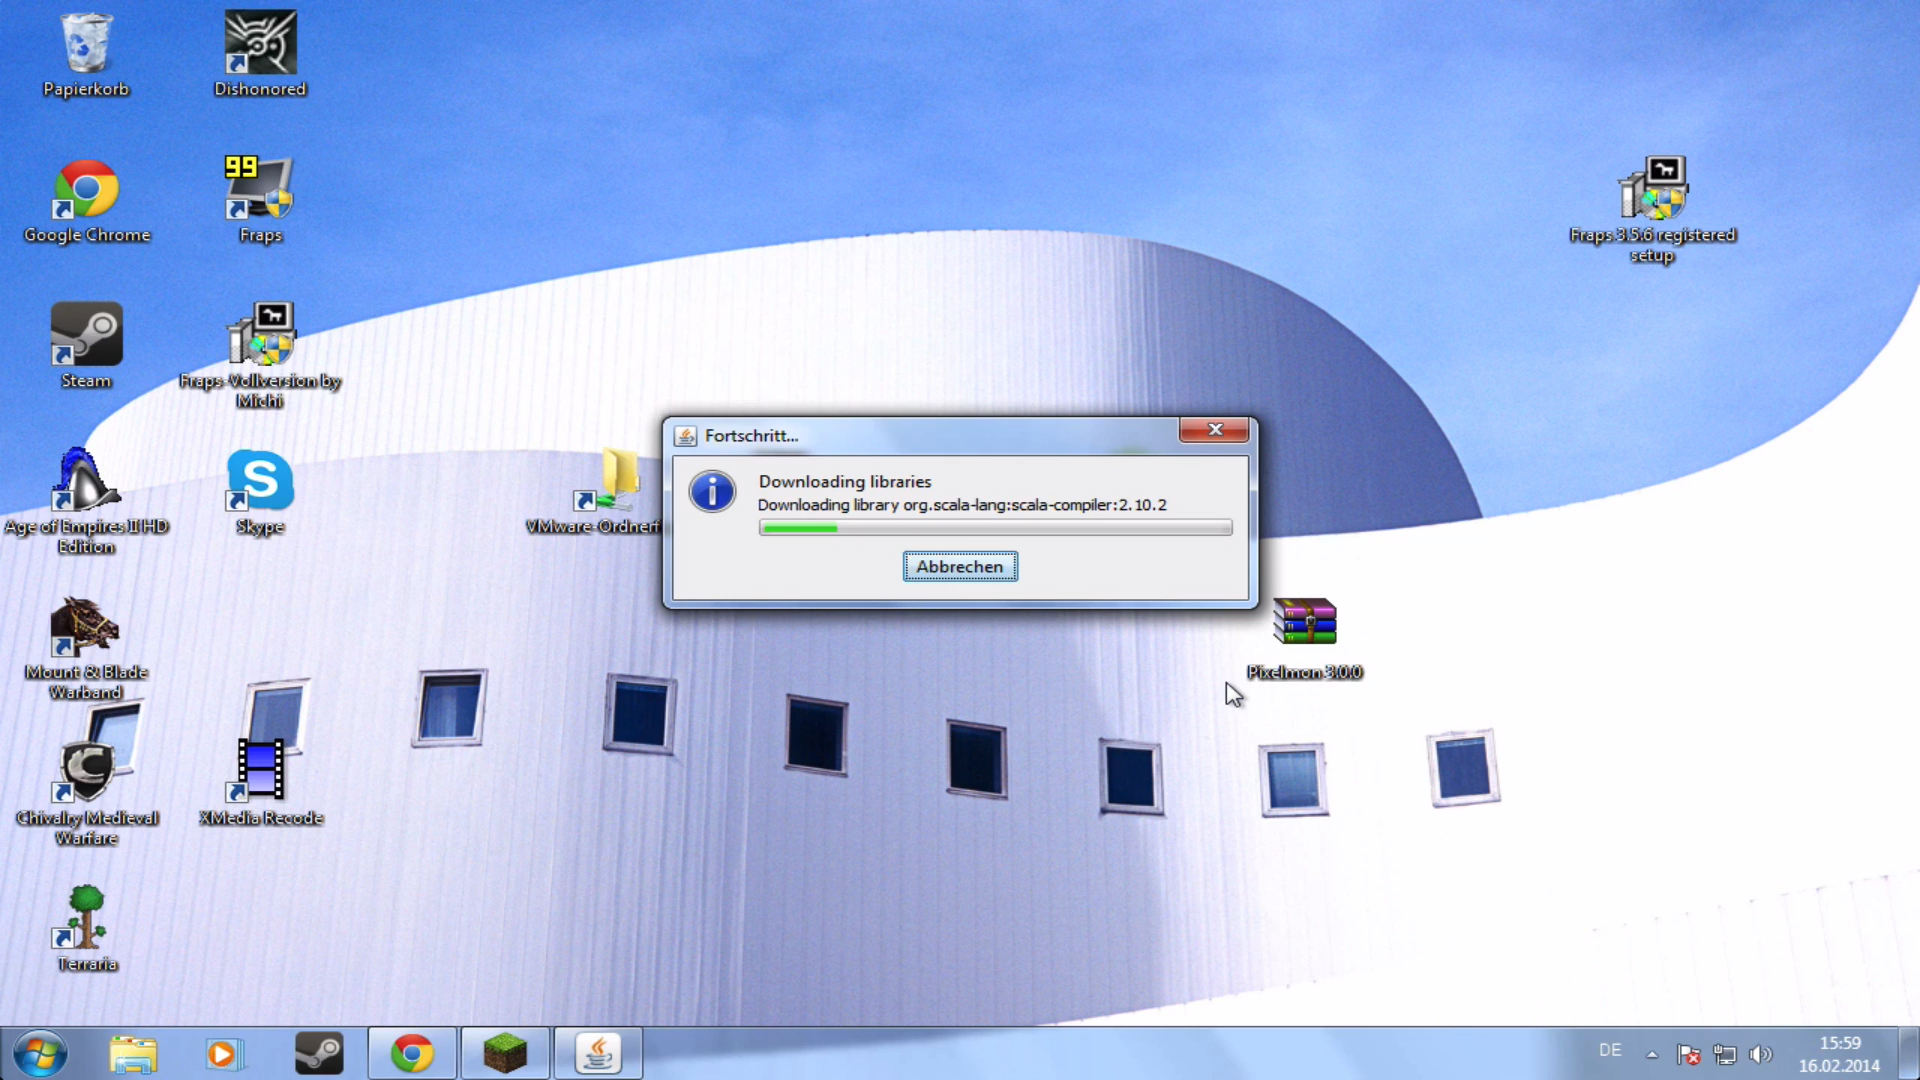 Papierkorb
Dishonored
Google Chrome
99
Fraps
Fraps 3.5.6 registered
setup
Steam
Fraps-Vollversion by
Michi
Age of Empires II HD
Edition
Skype
VMware-Ordnerf
Fortschritt...
Downloading libraries
Downloading library org.scala-lang:scala-compiler:2.10.2
Abbrechen
Mount & Blade
Warband
Pixelmon 3.0.0
Chivalry Medieval
Warfare
XMedia Recode
Terraria
DE
15:59
16.02.2014